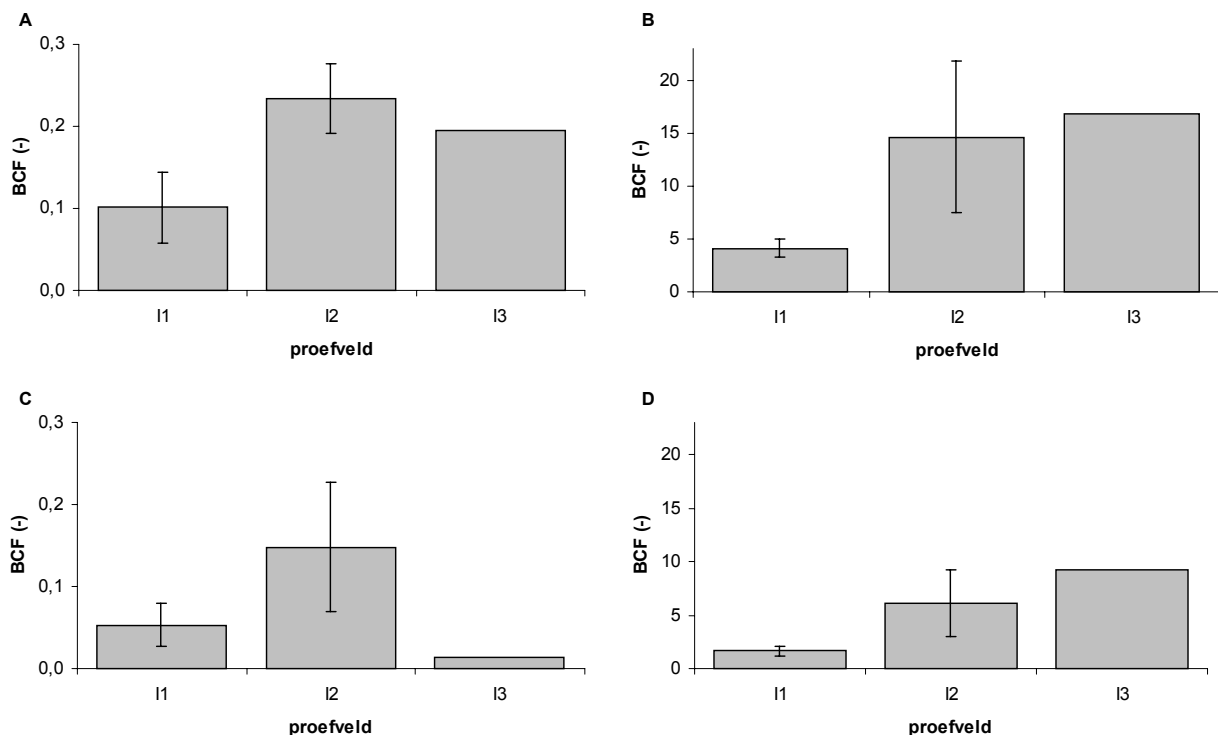 A
0,3
0,2
0,1
0,0
BCF (-)
I1 I2 I3
proefveld
B
20
15
10
5
0
BCF (-)
I1 I2 I3
proefveld
C
0,3
0,2
0,1
0,0
BCF (-)
I1 I2 I3
proefveld
D
20
15
10
5
0
BCF (-)
I1 I2 I3
proefveld